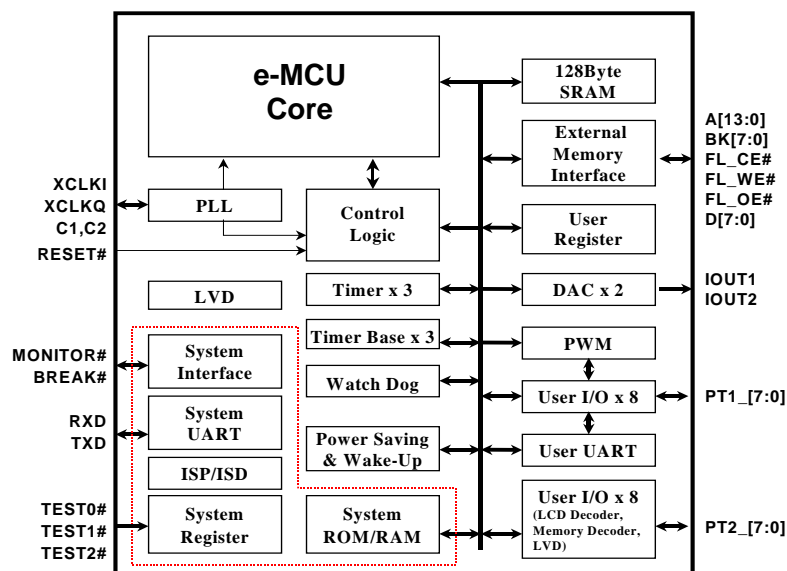 e-MCU
Core
128Byte
SRAM
External
Memory
Interface
A[13:0]
BK[7:0]
FL_CE#
FL_WE#
FL_OE#
D[7:0]
XCLKI
XCLKQ
C1,C2
RESET#
PLL
Control
Logic
User
Register
LVD
Timer x 3
DAC x 2
IOUT1
IOUT2
Timer Base x 3
PWM
MONITOR#
BREAK#
System
Interface
Watch Dog
User I/O x 8
PT1_[7:0]
RXD
TXD
System
UART
Power Saving
& Wake-Up
User UART
ISP/ISD
TEST0#
TEST1#
TEST2#
System
Register
System
ROM/RAM
User I/O x 8
(LCD Decoder,
Memory Decoder,
LVD)
PT2_[7:0]